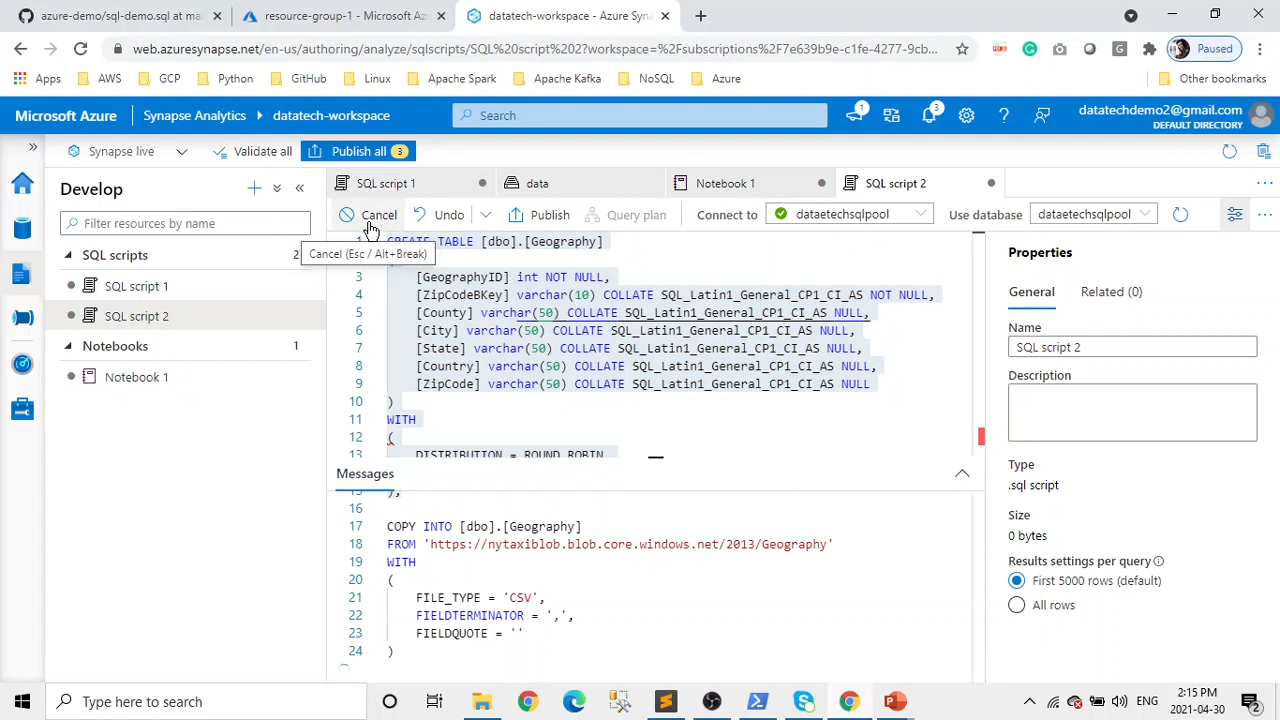 azure-demo/sql-demo.sql at ma
resource-group-1 - Microsoft Az
datatech-workspace - Azure Syn
web.azuresynapse.net/en-us/authoring/analyze/sqlscripts/SQL%20script%202?workspace=%2Fsubscriptions%2F7e639b9e-c1fe-4277-9cb...
Paused
Apps
AWS
GCP
Python
GitHub
Linux
Apache Spark
Apache Kafka
NoSQL
Azure
Other bookmarks
Microsoft Azure
Synapse Analytics
datatech-workspace
Search
1
3
datatechdemo2@gmail.com
DEFAULT DIRECTORY
Synapse live
Validate all
Publish all 3
Develop
SQL script 1
data
Notebook 1
SQL script 2
Filter resources by name
Cancel
Undo
Publish
Query plan
Connect to
dataetechsqlpool
Use database
dataetechsqlpool
Cancel (Esc / Alt+Break)
SQL scripts 2
SQL script 1
SQL script 2
Notebooks 1
Notebook 1
1 CREATE TABLE [dbo].[Geography]
3 [GeographyID] int NOT NULL,
4 [ZipCodeBKey] varchar(10) COLLATE SQL_Latin1_General_CP1_CI_AS NOT NULL,
5 [County] varchar(50) COLLATE SQL_Latin1_General_CP1_CI_AS NULL,
6 [City] varchar(50) COLLATE SQL_Latin1_General_CP1_CI_AS NULL,
7 [State] varchar(50) COLLATE SQL_Latin1_General_CP1_CI_AS NULL,
8 [Country] varchar(50) COLLATE SQL_Latin1_General_CP1_CI_AS NULL,
9 [ZipCode] varchar(50) COLLATE SQL_Latin1_General_CP1_CI_AS NULL
10 )
11 WITH
12 (
13 DISTRIBUTION = ROUND_ROBIN
Messages
15 );
16
17 COPY INTO [dbo].[Geography]
18 FROM 'https://nytaxiblob.blob.core.windows.net/2013/Geography'
19 WITH
20 (
21 FILE_TYPE = 'CSV',
22 FIELDTERMINATOR = ',',
23 FIELDQUOTE = ''
24 )
Properties
General
Related (0)
Name
SQL script 2
Description
Type
.sql script
Size
0 bytes
Results settings per query
First 5000 rows (default)
All rows
Type here to search
ENG
2:15 PM
2021-04-30
2